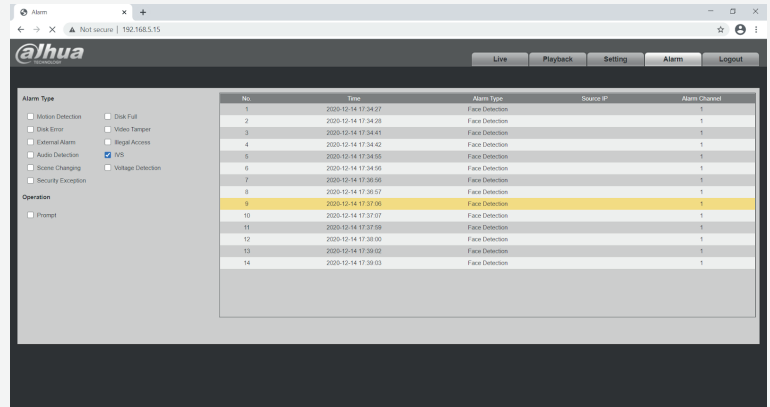 Alarm
Not secure | 192.168.5.15
alhua
TECHNOLOGY
Live Playback Setting Alarm Logout
Alarm Type
Motion Detection Disk Full
Disk Error Video Tamper
External Alarm Illegal Access
Audio Detection IVS
Scene Changing Voltage Detection
Security Exception
Operation
Prompt
No. Time Alarm Type Source IP Alarm Channel
1 2020-12-14 17:34:27 Face Detection 1
2 2020-12-14 17:34:28 Face Detection 1
3 2020-12-14 17:34:41 Face Detection 1
4 2020-12-14 17:34:42 Face Detection 1
5 2020-12-14 17:34:55 Face Detection 1
6 2020-12-14 17:34:56 Face Detection 1
7 2020-12-14 17:36:56 Face Detection 1
8 2020-12-14 17:36:57 Face Detection 1
9 2020-12-14 17:37:06 Face Detection 1
10 2020-12-14 17:37:07 Face Detection 1
11 2020-12-14 17:37:59 Face Detection 1
12 2020-12-14 17:38:00 Face Detection 1
13 2020-12-14 17:39:02 Face Detection 1
14 2020-12-14 17:39:03 Face Detection 1